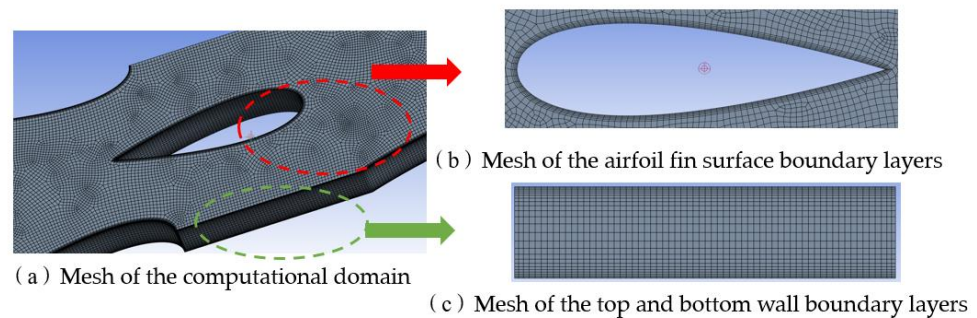 （b）Mesh of the airfoil fin surface boundary layers
（a）Mesh of the computational domain
（c）Mesh of the top and bottom wall boundary layers